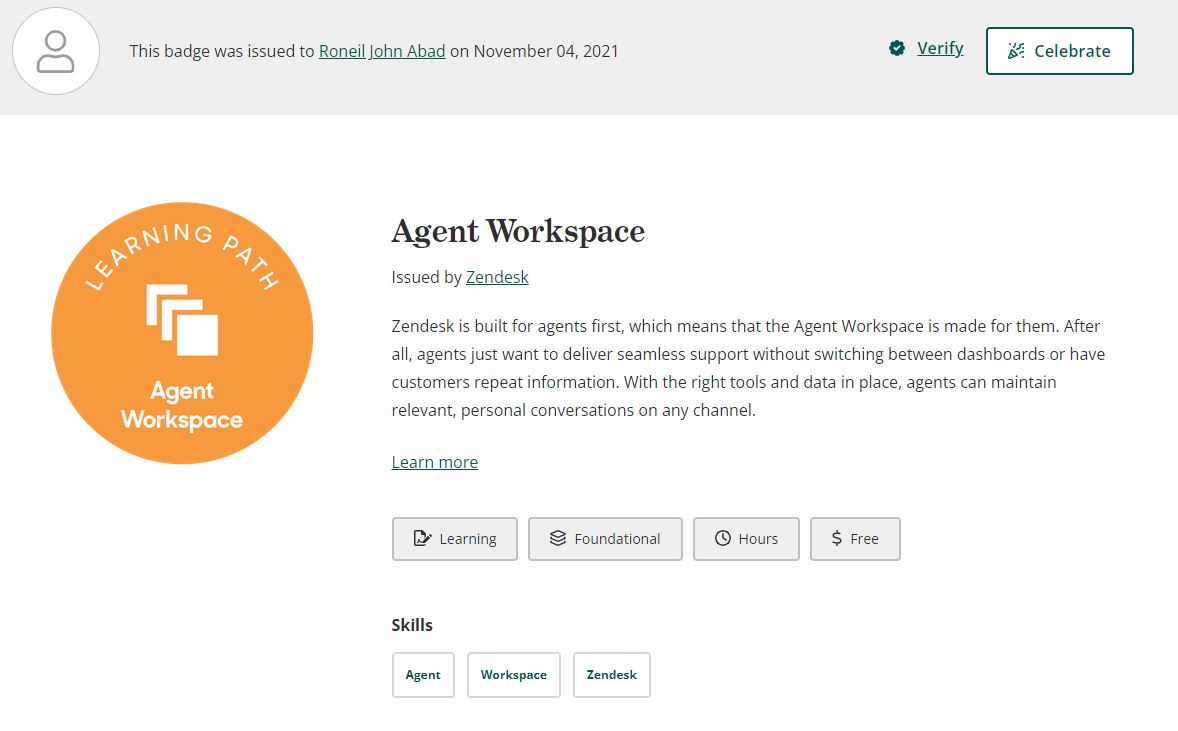 This badge was issued to Roneil John Abad on November 04, 2021
Verify
Celebrate
LEARNING PATH
Agent
Workspace
Agent Workspace
Issued by Zendesk
Zendesk is built for agents first, which means that the Agent Workspace is made for them. After
all, agents just want to deliver seamless support without switching between dashboards or have
customers repeat information. With the right tools and data in place, agents can maintain
relevant, personal conversations on any channel.
Learn more
Learning
Foundational
Hours
$ Free
Skills
Agent
Workspace
Zendesk